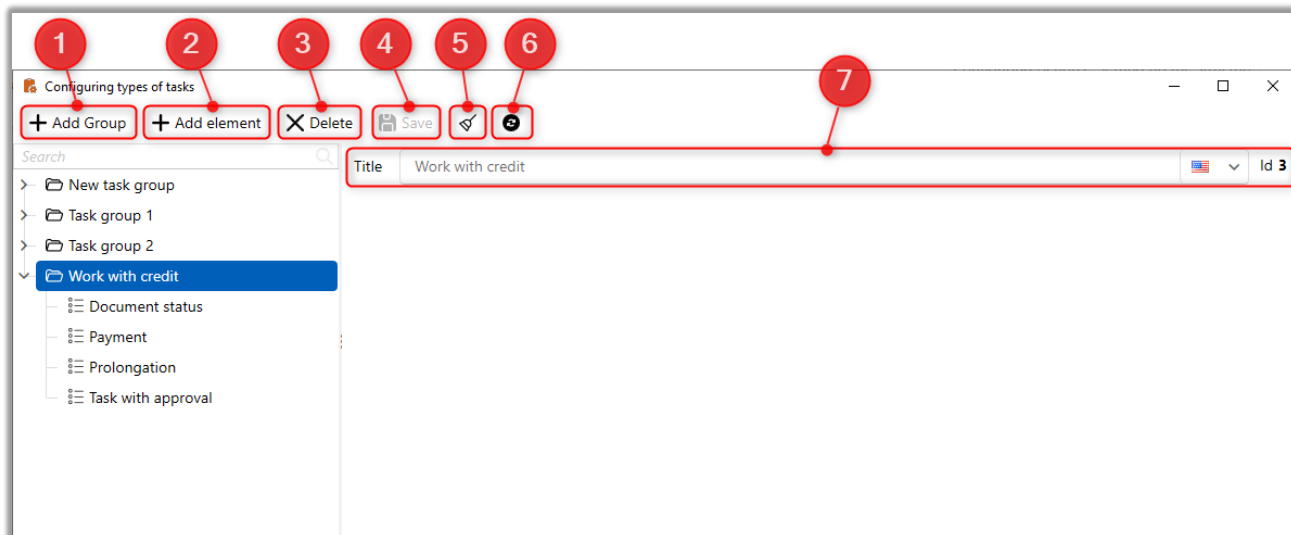 1 2 3 4 5 6 7
Configuring types of tasks
Add Group Add element Delete Save
Search
Title Work with credit Id 3
New task group
Task group 1
Task group 2
Work with credit
Document status
Payment
Prolongation
Task with approval